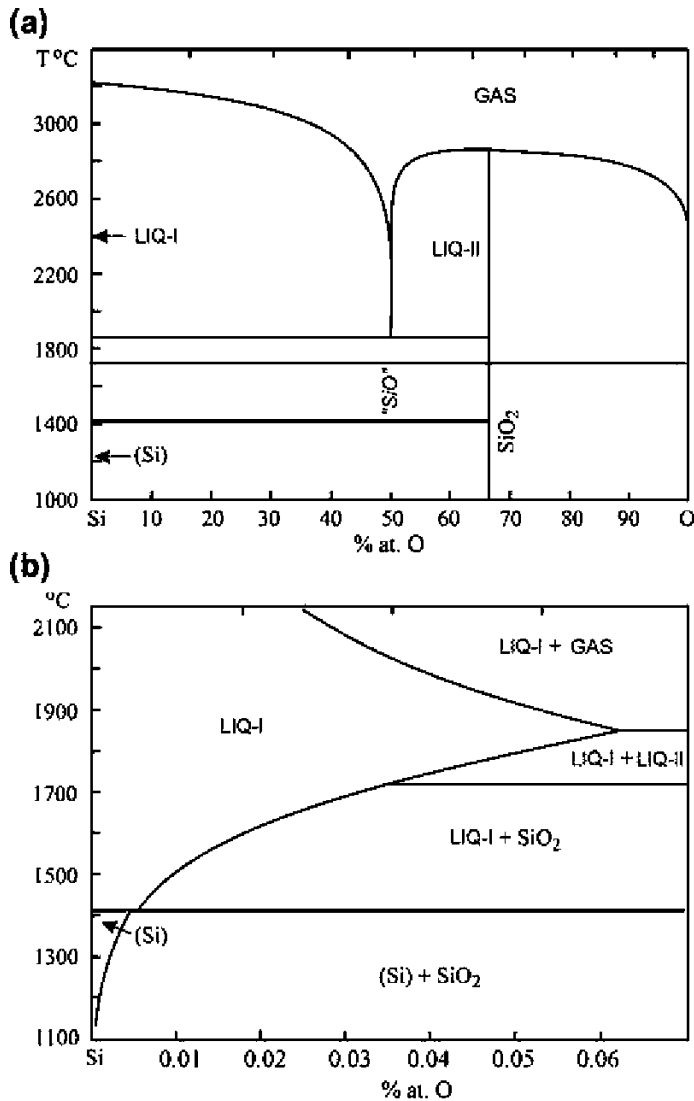 (a)
T °C
GAS
3000
2600
LIQ-I
LIQ-II
2200
1800
"SiO"
SiO₂
1400
(Si)
1000
Si 10 20 30 40 50 60 70 80 90 O
% at. O
(b)
°C
2100
LIQ-I + GAS
1900
LIQ-I
LIQ-I + LIQ-II
1700
LIQ-I + SiO₂
1500
(Si)
1300
(Si) + SiO₂
1100
Si 0.01 0.02 0.03 0.04 0.05 0.06
% at. O